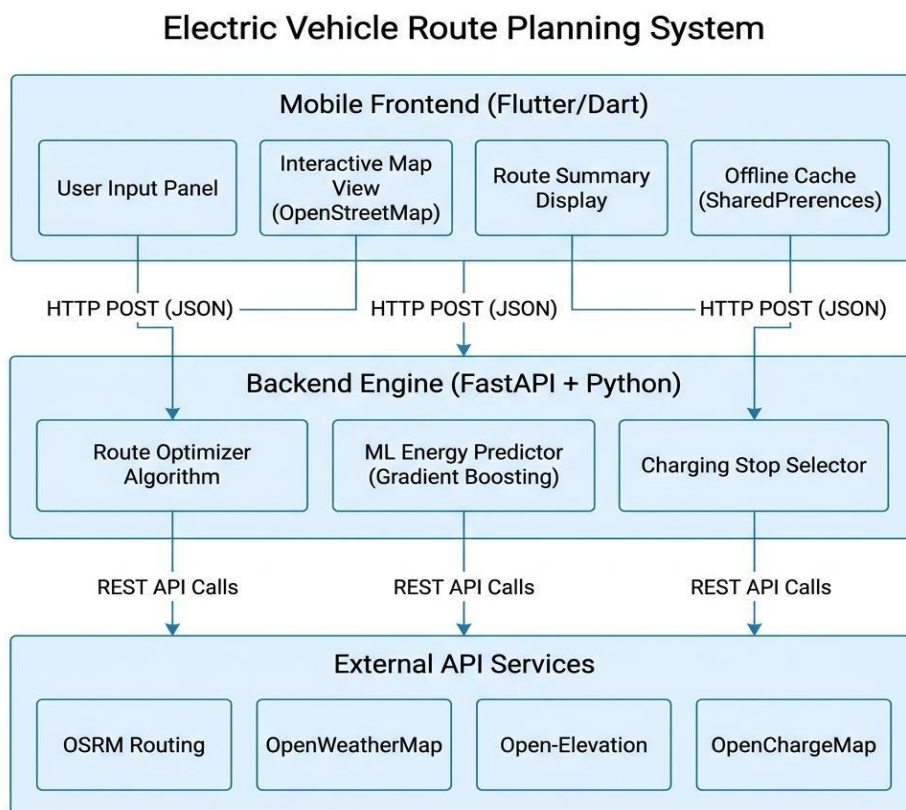 Electric Vehicle Route Planning System
Mobile Frontend (Flutter/Dart)
User Input Panel
Interactive Map
View
(OpenStreetMap)
Route Summary
Display
Offline Cache
(SharedPrerences)
HTTP POST (JSON)
HTTP POST (JSON)
HTTP POST (JSON)
Backend Engine (FastAPI + Python)
Route Optimizer
Algorithm
ML Energy Predictor
(Gradient Boosting)
Charging Stop Selector
REST API Calls
REST API Calls
REST API Calls
External API Services
OSRM Routing
OpenWeatherMap
Open-Elevation
OpenChargeMap